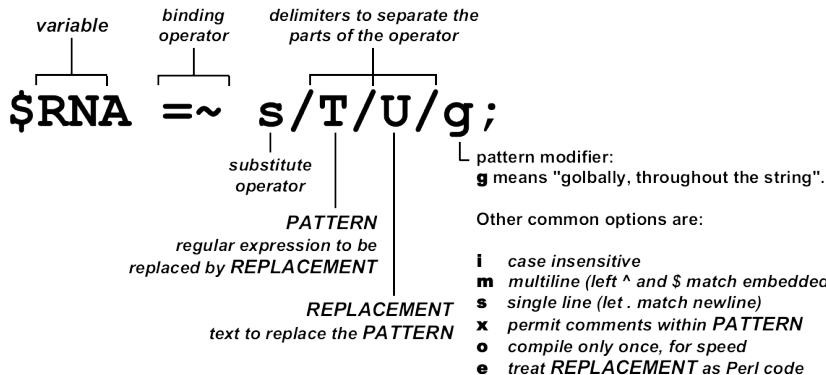 variable
binding
operator
delimiters to separate the
parts of the operator
$RNA =~ s/T/U/g;
substitute
operator
pattern modifier:
g means "golbally, throughout the string".
PATTERN
regular expression to be
replaced by REPLACEMENT
REPLACEMENT
text to replace the PATTERN
Other common options are:
i case insensitive
m multiline (left ^ and $ match embedded
s single line (let . match newline)
x permit comments within PATTERN
o compile only once, for speed
e treat REPLACEMENT as Perl code